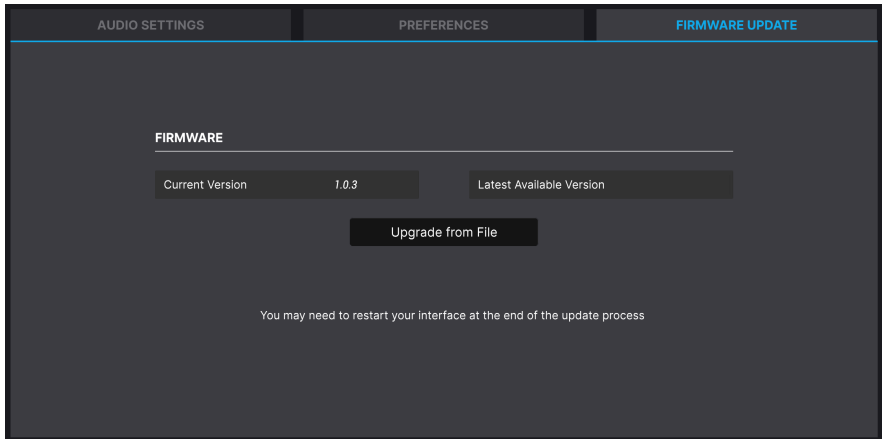 AUDIO SETTINGS PREFERENCES FIRMWARE UPDATE
FIRMWARE
Current Version 1.0.3 Latest Available Version
Upgrade from File
You may need to restart your interface at the end of the update process